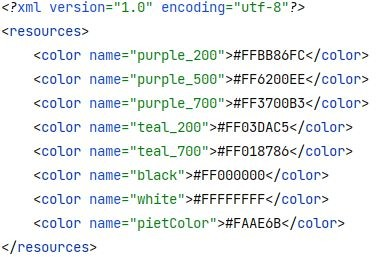 <?xml version="1.0" encoding="utf-8"?>
<resources>
    <color name="purple_200">#FFBB86FC</color>
    <color name="purple_500">#FF6200EE</color>
    <color name="purple_700">#FF3700B3</color>
    <color name="teal_200">#FF03DAC5</color>
    <color name="teal_700">#FF018786</color>
    <color name="black">#FF000000</color>
    <color name="white">#FFFFFFFF</color>
    <color name="pietColor">#FAAE6B</color>
</resources>